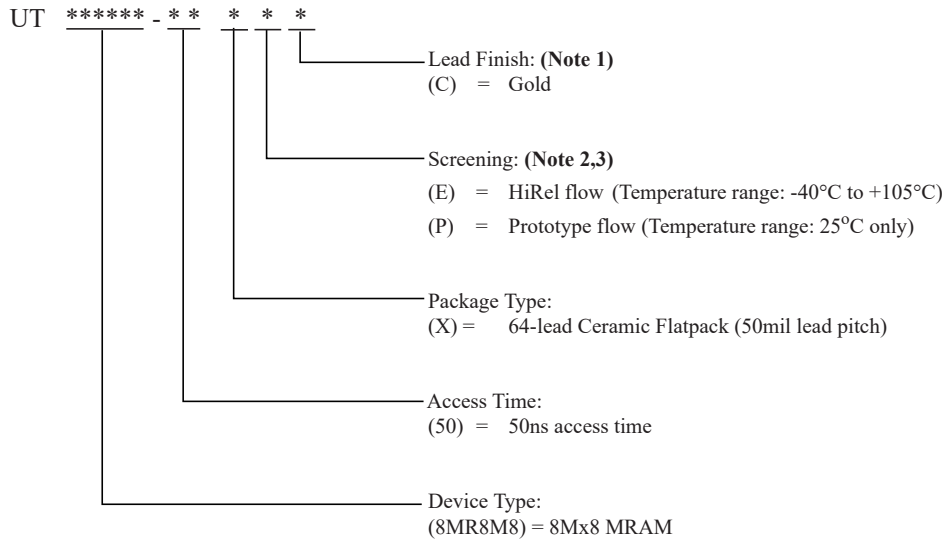 UT ****** - * * * * *
Lead Finish: (Note 1)
(C) = Gold
Screening: (Note 2,3)
(E) = HiRel flow (Temperature range: -40°C to +105°C)
(P) = Prototype flow (Temperature range: 25°C only)
Package Type:
(X) = 64-lead Ceramic Flatpack (50mil lead pitch)
Access Time:
(50) = 50ns access time
Device Type:
(8MR8M8) = 8Mx8 MRAM